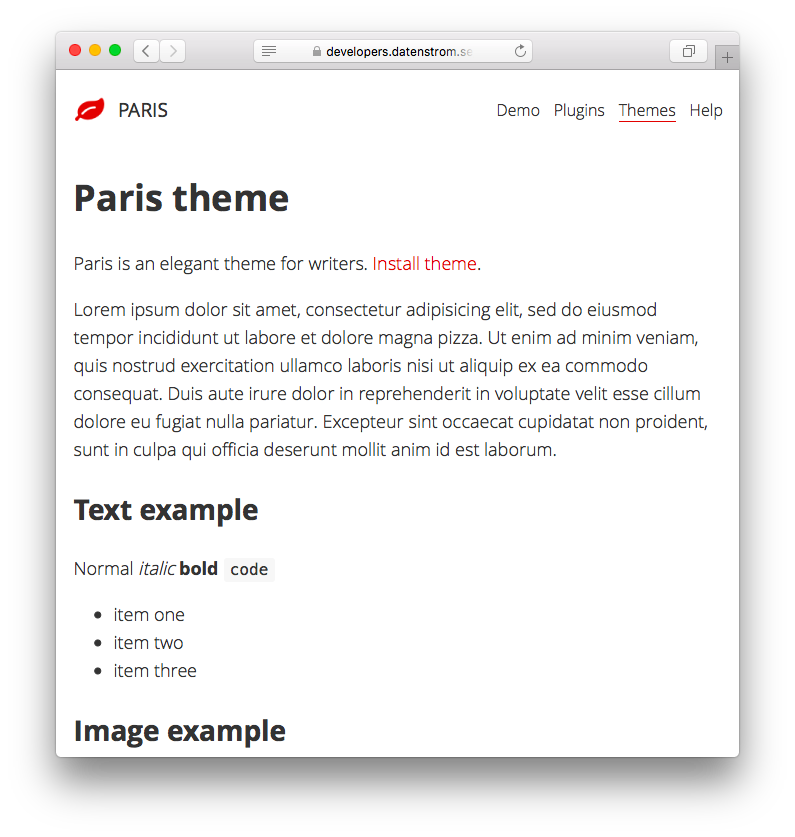 developers.datenstrom.se
PARIS
Demo Plugins Themes Help
Paris theme
Paris is an elegant theme for writers. Install theme.
Lorem ipsum dolor sit amet, consectetur adipisicing elit, sed do eiusmod
tempor incididunt ut labore et dolore magna pizza. Ut enim ad minim veniam,
quis nostrud exercitation ullamco laboris nisi ut aliquip ex ea commodo
consequat. Duis aute irure dolor in reprehenderit in voluptate velit esse cillum
dolore eu fugiat nulla pariatur. Excepteur sint occaecat cupidatat non proident,
sunt in culpa qui officia deserunt mollit anim id est laborum.
Text example
Normal italic bold code
• item one
• item two
• item three
Image example